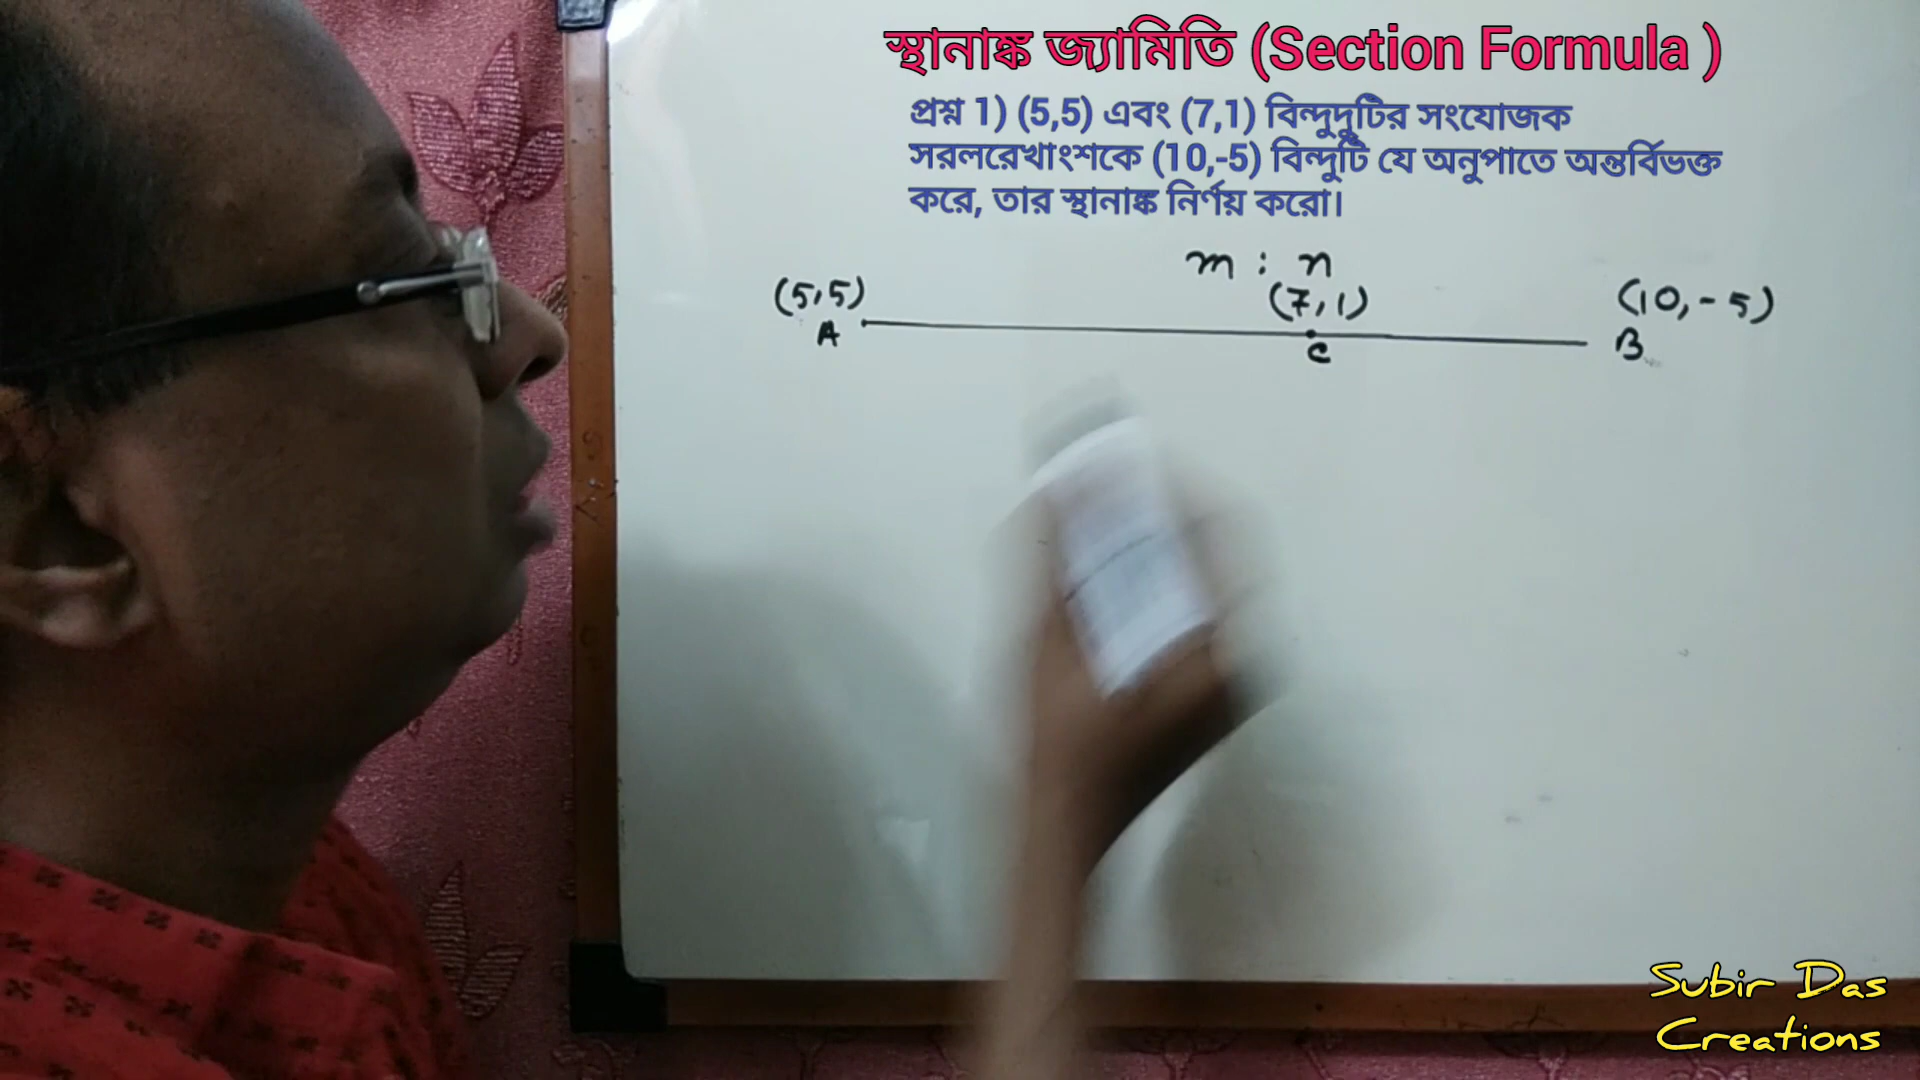 স্থানাঙ্ক জ্যামিতি (Section Formula )
প্রশ্ন 1) (5,5) এবং (7,1) বিন্দুদুটির সংযোজক
সরলরেখাংশকে (10,-5) বিন্দুটি যে অনুপাতে অন্তর্বিভক্ত
করে, তার স্থানাঙ্ক নির্ণয় করো।
m : n
(5,5) (7,1) (10,-5)
A C B
Subir Das
Creations